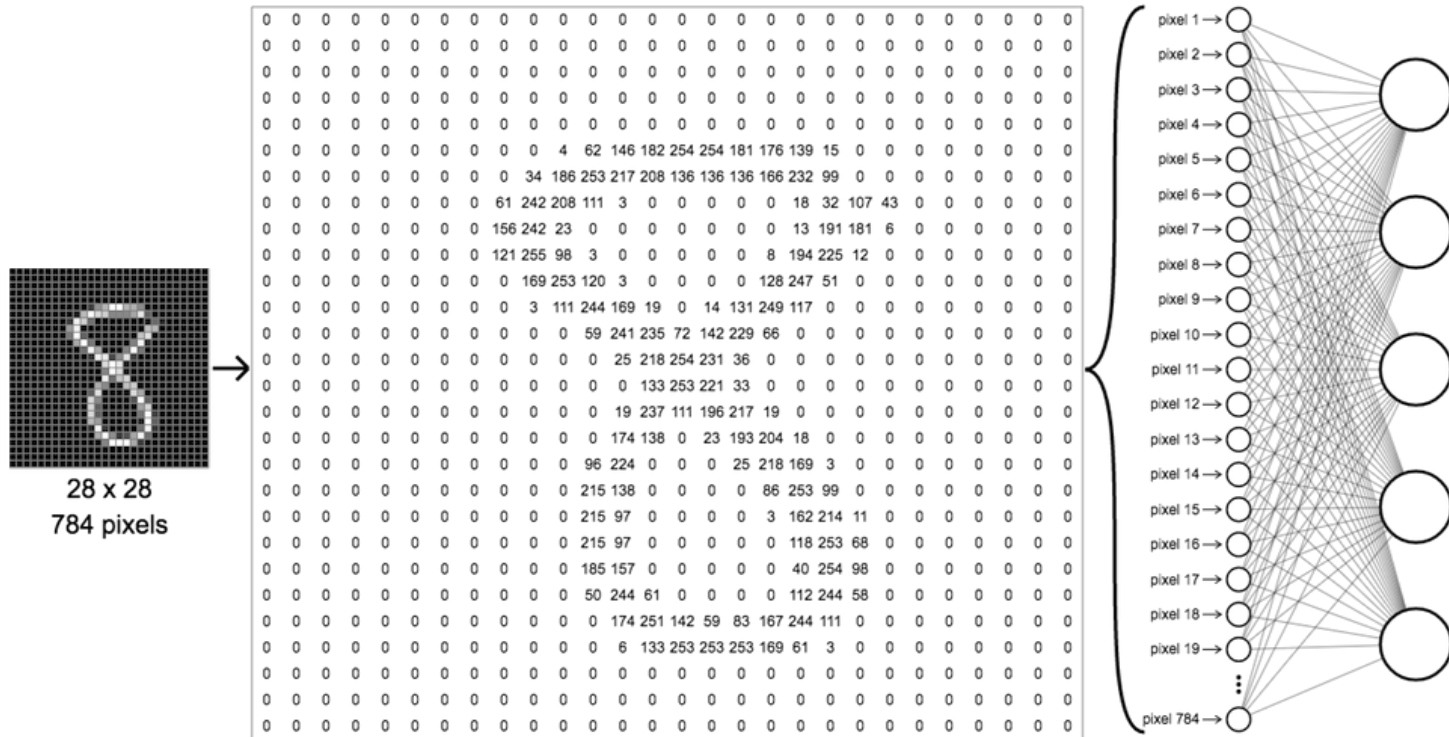 28 x 28
784 pixels
0 0 0 0 0 0 0 0 0 0 0 0 0 0 0 0 0 0 0 0 0 0 0 0 0 0 0 0
0 0 0 0 0 0 0 0 0 0 0 0 0 0 0 0 0 0 0 0 0 0 0 0 0 0 0 0
0 0 0 0 0 0 0 0 0 0 0 0 0 0 0 0 0 0 0 0 0 0 0 0 0 0 0 0
0 0 0 0 0 0 0 0 0 0 0 0 0 0 0 0 0 0 0 0 0 0 0 0 0 0 0 0
0 0 0 0 0 0 0 0 0 0 0 0 0 0 0 0 0 0 0 0 0 0 0 0 0 0 0 0
0 0 0 0 0 0 0 0 0 0 4 62 146 182 254 254 181 176 139 15 0 0 0 0 0 0 0 0
0 0 0 0 0 0 0 0 0 34 186 253 217 208 136 136 136 166 232 99 0 0 0 0 0 0 0 0
0 0 0 0 0 0 0 0 61 242 208 111 3 0 0 0 0 0 18 32 107 43 0 0 0 0 0 0
0 0 0 0 0 0 0 0 156 242 23 0 0 0 0 0 0 0 13 191 181 6 0 0 0 0 0 0
0 0 0 0 0 0 0 0 121 255 98 3 0 0 0 0 0 8 194 225 12 0 0 0 0 0 0 0
0 0 0 0 0 0 0 0 0 169 253 120 3 0 0 0 0 128 247 51 0 0 0 0 0 0 0 0
0 0 0 0 0 0 0 0 0 3 111 244 169 19 0 14 131 249 117 0 0 0 0 0 0 0 0 0
0 0 0 0 0 0 0 0 0 0 0 59 241 235 72 142 229 66 0 0 0 0 0 0 0 0 0 0
0 0 0 0 0 0 0 0 0 0 0 0 25 218 254 231 36 0 0 0 0 0 0 0 0 0 0 0
0 0 0 0 0 0 0 0 0 0 0 0 0 133 253 221 33 0 0 0 0 0 0 0 0 0 0 0
0 0 0 0 0 0 0 0 0 0 0 0 19 237 111 196 217 19 0 0 0 0 0 0 0 0 0 0
0 0 0 0 0 0 0 0 0 0 0 0 174 138 0 23 193 204 18 0 0 0 0 0 0 0 0 0
0 0 0 0 0 0 0 0 0 0 0 96 224 0 0 0 25 218 169 3 0 0 0 0 0 0 0 0
0 0 0 0 0 0 0 0 0 0 0 215 138 0 0 0 0 86 253 99 0 0 0 0 0 0 0 0
0 0 0 0 0 0 0 0 0 0 0 215 97 0 0 0 0 3 162 214 11 0 0 0 0 0 0 0
0 0 0 0 0 0 0 0 0 0 0 215 97 0 0 0 0 0 118 253 68 0 0 0 0 0 0 0
0 0 0 0 0 0 0 0 0 0 0 185 157 0 0 0 0 0 40 254 98 0 0 0 0 0 0 0
0 0 0 0 0 0 0 0 0 0 0 50 244 61 0 0 0 0 112 244 58 0 0 0 0 0 0 0
0 0 0 0 0 0 0 0 0 0 0 0 174 251 142 59 83 167 244 111 0 0 0 0 0 0 0 0
0 0 0 0 0 0 0 0 0 0 0 0 6 133 253 253 253 169 61 3 0 0 0 0 0 0 0 0
0 0 0 0 0 0 0 0 0 0 0 0 0 0 0 0 0 0 0 0 0 0 0 0 0 0 0 0
0 0 0 0 0 0 0 0 0 0 0 0 0 0 0 0 0 0 0 0 0 0 0 0 0 0 0 0
0 0 0 0 0 0 0 0 0 0 0 0 0 0 0 0 0 0 0 0 0 0 0 0 0 0 0 0
pixel 1
pixel 2
pixel 3
pixel 4
pixel 5
pixel 6
pixel 7
pixel 8
pixel 9
pixel 10
pixel 11
pixel 12
pixel 13
pixel 14
pixel 15
pixel 16
pixel 17
pixel 18
pixel 19
pixel 784